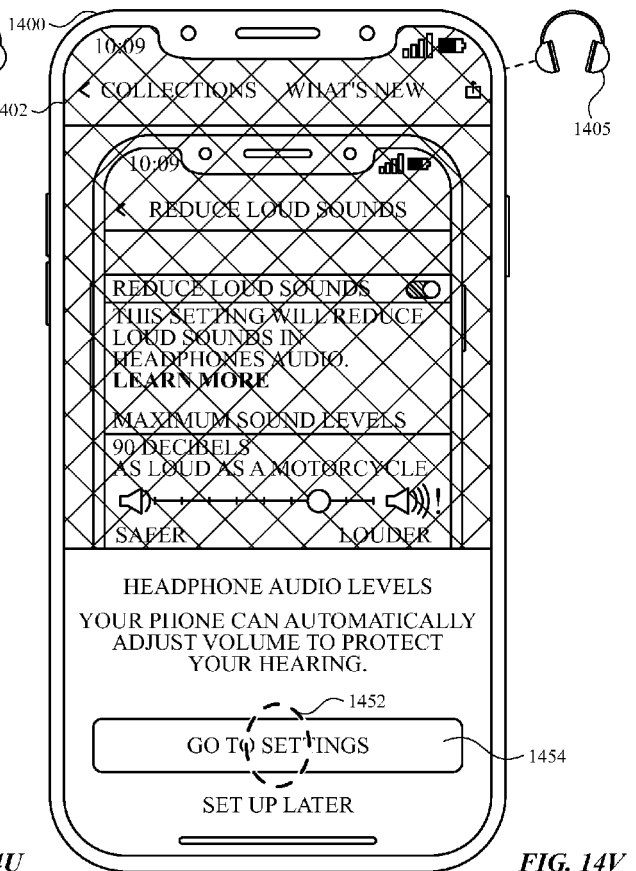 1400
10:09
< COLLECTIONS WHAT'S NEW
1405
402
10:09
< REDUCE LOUD SOUNDS
REDUCE LOUD SOUNDS
THIS SETTING WILL REDUCE
LOUD SOUNDS IN
HEADPHONES AUDIO.
LEARN MORE
MAXIMUM SOUND LEVELS
90 DECIBELS
AS LOUD AS A MOTORCYCLE
!
SAFER LOUDER
HEADPHONE AUDIO LEVELS
YOUR PHONE CAN AUTOMATICALLY
ADJUST VOLUME TO PROTECT
YOUR HEARING.
1452
GO TO SETTINGS
1454
SET UP LATER
4U
FIG. 14V